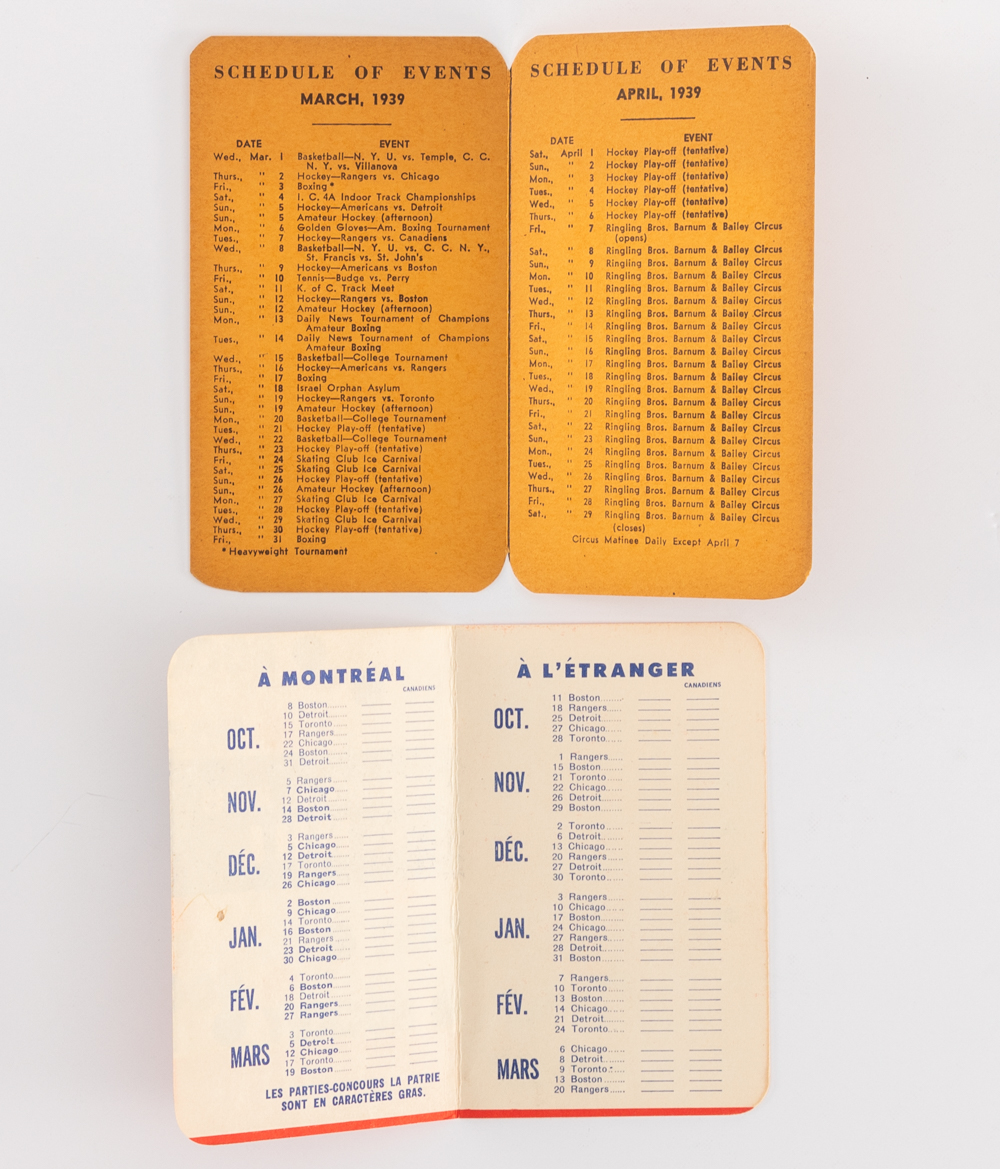 SCHEDULE OF EVENTS
MARCH, 1939
DATE EVENT
Wed., Mar. 1 Basketball—N. Y. U. vs. Temple, C. C.
N. Y. vs. Villanova
Thurs., " 2 Hockey—Rangers vs. Chicago
Fri., " 3 Boxing *
Sat., " 4 I. C. 4A Indoor Track Championships
Sun., " 5 Hockey—Americans vs. Detroit
Sun., " 5 Amateur Hockey (afternoon)
Mon., " 6 Golden Gloves—Am. Boxing Tournament
Tues., " 7 Hockey—Rangers vs. Canadiens
Wed., " 8 Basketball—N. Y. U. vs. C. C. N. Y.,
St. Francis vs. St. John's
Thurs., " 9 Hockey—Americans vs Boston
Fri., " 10 Tennis—Budge vs. Perry
Sat., " 11 K. of C. Track Meet
Sun., " 12 Hockey—Rangers vs. Boston
Sun., " 12 Amateur Hockey (afternoon)
Mon., " 13 Daily News Tournament of Champions
Amateur Boxing
Tues., " 14 Daily News Tournament of Champions
Amateur Boxing
Wed., " 15 Basketball—College Tournament
Thurs., " 16 Hockey—Americans vs. Rangers
Fri., " 17 Boxing
Sat., " 18 Israel Orphan Asylum
Sun., " 19 Hockey—Rangers vs. Toronto
Sun., " 19 Amateur Hockey (afternoon)
Mon., " 20 Basketball—College Tournament
Tues., " 21 Hockey Play-off (tentative)
Wed., " 22 Basketball—College Tournament
Thurs., " 23 Hockey Play-off (tentative)
Fri., " 24 Skating Club Ice Carnival
Sat., " 25 Skating Club Ice Carnival
Sun., " 26 Hockey Play-off (tentative)
Sun., " 26 Amateur Hockey (afternoon)
Mon., " 27 Skating Club Ice Carnival
Tues., " 28 Hockey Play-off (tentative)
Wed., " 29 Skating Club Ice Carnival
Thurs., " 30 Hockey Play-off (tentative)
Fri., " 31 Boxing
* Heavyweight Tournament
SCHEDULE OF EVENTS
APRIL, 1939
DATE EVENT
Sat., April 1 Hockey Play-off (tentative)
Sun., " 2 Hockey Play-off (tentative)
Mon., " 3 Hockey Play-off (tentative)
Tues., " 4 Hockey Play-off (tentative)
Wed., " 5 Hockey Play-off (tentative)
Thurs., " 6 Hockey Play-off (tentative)
Fri., " 7 Ringling Bros. Barnum & Bailey Circus
(opens)
Sat., " 8 Ringling Bros. Barnum & Bailey Circus
Sun., " 9 Ringling Bros. Barnum & Bailey Circus
Mon. " 10 Ringling Bros. Barnum & Bailey Circus
Tues., " 11 Ringling Bros. Barnum & Bailey Circus
Wed., " 12 Ringling Bros. Barnum & Bailey Circus
Thurs., " 13 Ringling Bros. Barnum & Bailey Circus
Fri., " 14 Ringling Bros. Barnum & Bailey Circus
Sat., " 15 Ringling Bros. Barnum & Bailey Circus
Sun., " 16 Ringling Bros. Barnum & Bailey Circus
Mon., " 17 Ringling Bros. Barnum & Bailey Circus
Tues., " 18 Ringling Bros. Barnum & Bailey Circus
Wed., " 19 Ringling Bros. Barnum & Bailey Circus
Thurs., " 20 Ringling Bros. Barnum & Bailey Circus
Fri., " 21 Ringling Bros. Barnum & Bailey Circus
Sat., " 22 Ringling Bros. Barnum & Bailey Circus
Sun., " 23 Ringling Bros. Barnum & Bailey Circus
Mon., " 24 Ringling Bros. Barnum & Bailey Circus
Tues., " 25 Ringling Bros. Barnum & Bailey Circus
Wed., " 26 Ringling Bros. Barnum & Bailey Circus
Thurs., " 27 Ringling Bros. Barnum & Bailey Circus
Fri., " 28 Ringling Bros. Barnum & Bailey Circus
Sat., " 29 Ringling Bros. Barnum & Bailey Circus
(closes)
Circus Matinee Daily Except April 7
À MONTRÉAL
CANADIENS
OCT.
8 Boston
10 Detroit
15 Toronto
17 Rangers
22 Chicago
24 Boston
31 Detroit
NOV.
5 Rangers
7 Chicago
12 Detroit
14 Boston
28 Detroit
DÉC.
3 Rangers
5 Chicago
12 Detroit
17 Toronto
19 Rangers
26 Chicago
JAN.
2 Boston
9 Chicago
14 Toronto
16 Boston
21 Rangers
23 Detroit
30 Chicago
FÉV.
4 Toronto
6 Boston
18 Detroit
20 Rangers
27 Rangers
MARS
3 Toronto
5 Detroit
12 Chicago
17 Toronto
19 Boston
LES PARTIES-CONCOURS LA PATRIE
SONT EN CARACTÈRES GRAS.
À L'ÉTRANGER
CANADIENS
OCT.
11 Boston
18 Rangers
25 Detroit
27 Chicago
28 Toronto
NOV.
1 Rangers
15 Boston
21 Toronto
22 Chicago
26 Detroit
29 Boston
DÉC.
2 Toronto
6 Detroit
13 Chicago
20 Rangers
27 Detroit
30 Toronto
JAN.
3 Rangers
10 Chicago
17 Boston
24 Chicago
27 Rangers
28 Detroit
31 Boston
FÉV.
7 Rangers
10 Toronto
13 Boston
14 Chicago
21 Detroit
24 Toronto
MARS
6 Chicago
8 Detroit
9 Toronto
13 Boston
20 Rangers